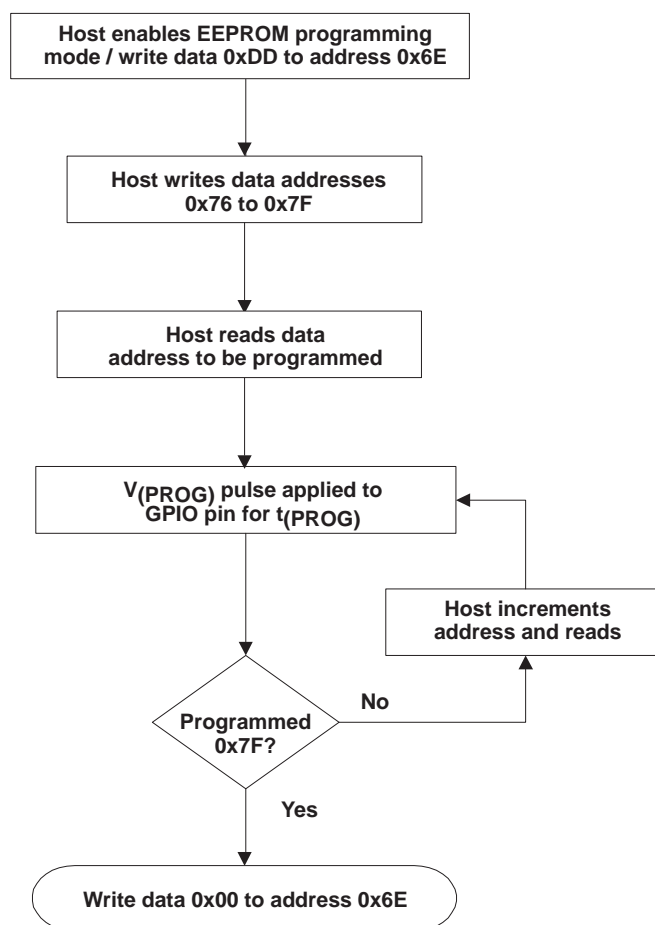 Host enables EEPROM programming
mode / write data 0xDD to address 0x6E
Host writes data addresses
0x76 to 0x7F
Host reads data
address to be programmed
V(PROG) pulse applied to
GPIO pin for t(PROG)
Host increments
address and reads
No
Programmed
0x7F?
Yes
Write data 0x00 to address 0x6E